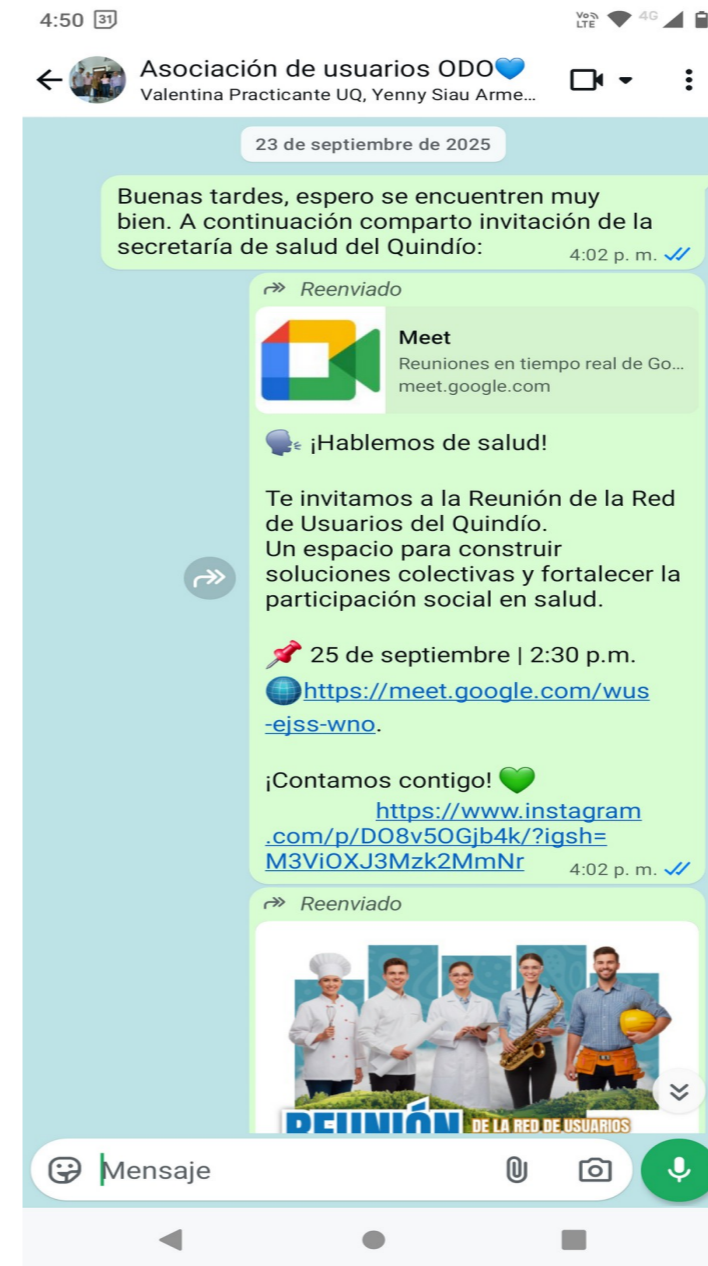 4:50 31
Vo)) LTE 4G
Asociación de usuarios ODO💙
Valentina Practicante UQ, Yenny Siau Arme...
23 de septiembre de 2025
Buenas tardes, espero se encuentren muy
bien. A continuación comparto invitación de la
secretaría de salud del Quindío:
4:02 p. m.
Reenviado
Meet
Reuniones en tiempo real de Go...
meet.google.com
🗣️ ¡Hablemos de salud!
Te invitamos a la Reunión de la Red
de Usuarios del Quindío.
Un espacio para construir
soluciones colectivas y fortalecer la
participación social en salud.
📌 25 de septiembre | 2:30 p.m.
🌐https://meet.google.com/wus
-ejss-wno.
¡Contamos contigo! 💚
https://www.instagram
.com/p/DO8v5OGjb4k/?igsh=
M3ViOXJ3Mzk2MmNr
4:02 p. m.
Reenviado
REUNIÓN DE LA RED DE USUARIOS
Mensaje